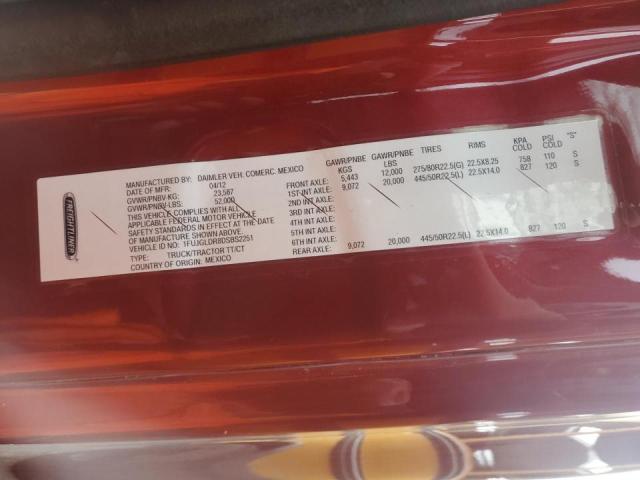 FREIGHTLINER
MANUFACTURED BY: DAIMLER VEH. COMERC. MEXICO
DATE OF MFR: 04/12
GVWR/PNBV-KG: 23,587
GVWR/PNBV-LBS: 52,000
THIS VEHICLE COMPLIES WITH ALL
APPLICABLE FEDERAL MOTOR VEHICLE
SAFETY STANDARDS IN EFFECT AT DATE
OF MANUFACTURE SHOWN ABOVE.
VEHICLE ID NO: 1FUJGLDR8DSBS2251
TYPE: TRUCK/TRACTOR TT/CT
COUNTRY OF ORIGIN: MEXICO
GAWR/PNBE KGS GAWR/PNBE LBS TIRES RIMS KPA COLD PSI COLD "S"
FRONT AXLE: 5,443 12,000 275/80R22.5(G) 22.5X8.25 758 110 S
1ST INT AXLE: 9,072 20,000 445/50R22.5(L) 22.5X14.0 827 120 S
2ND INT AXLE:
3RD INT AXLE:
4TH INT AXLE:
5TH INT AXLE:
6TH INT AXLE:
REAR AXLE: 9,072 20,000 445/50R22.5(L) 22.5X14.0 827 120 S